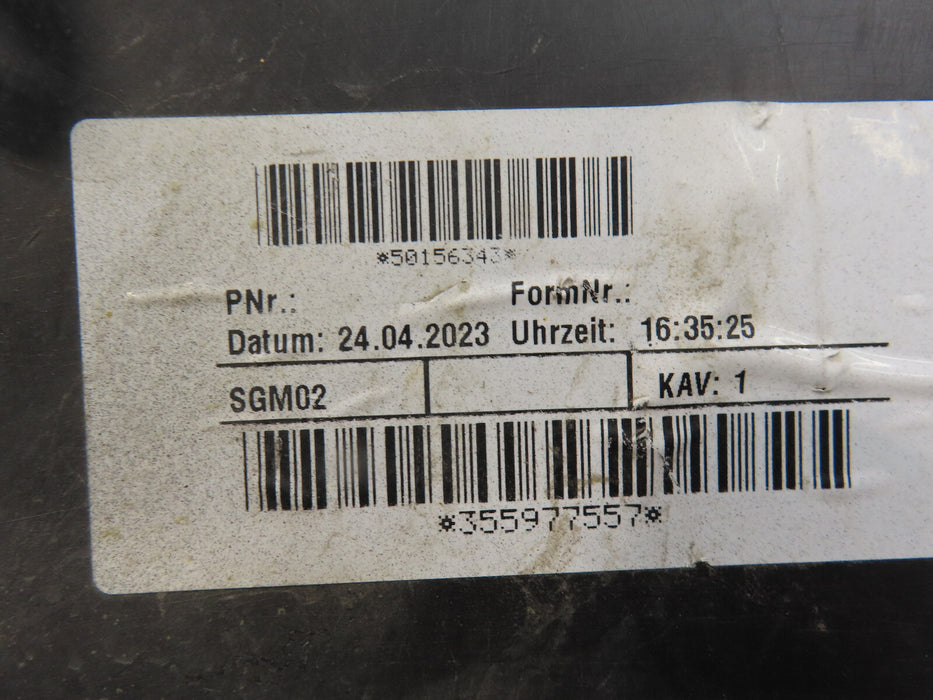 *50156343*
PNr.: FormNr.:
Datum: 24.04.2023 Uhrzeit: 16:35:25
SGM02 KAV: 1
*355977557*